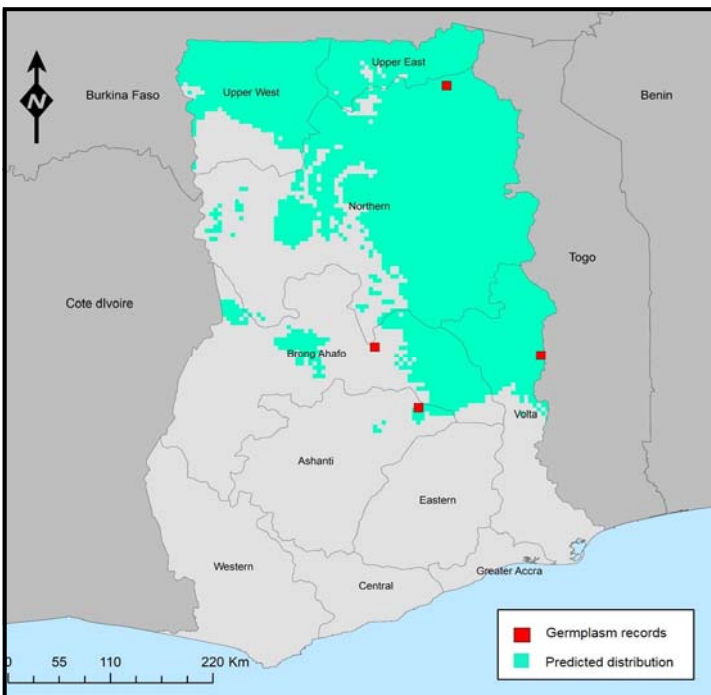 Upper East
N
Burkina Faso
Upper West
Benin
Northern
Togo
Cote dIvoire
Brong Ahafo
Volta
Ashanti
Eastern
Western
Greater Accra
Central
Germplasm records
Predicted distribution
0 55 110 220 Km